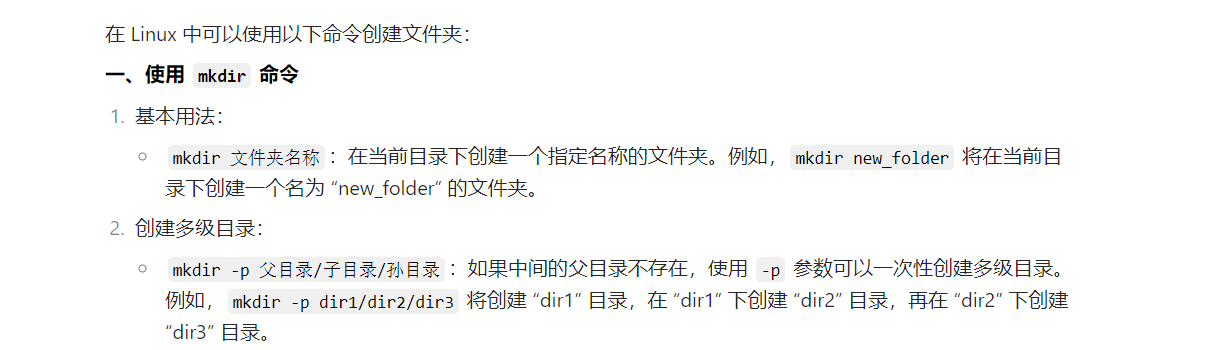 在 Linux 中可以使用以下命令创建文件夹：
一、使用 mkdir 命令
1. 基本用法：
○ mkdir 文件夹名称：在当前目录下创建一个指定名称的文件夹。例如，mkdir new_folder 将在当前目
录下创建一个名为 “new_folder” 的文件夹。
2. 创建多级目录：
○ mkdir -p 父目录/子目录/孙目录：如果中间的父目录不存在，使用 -p 参数可以一次性创建多级目录。
例如，mkdir -p dir1/dir2/dir3 将创建 “dir1” 目录，在 “dir1” 下创建 “dir2” 目录，再在 “dir2” 下创建
“dir3” 目录。